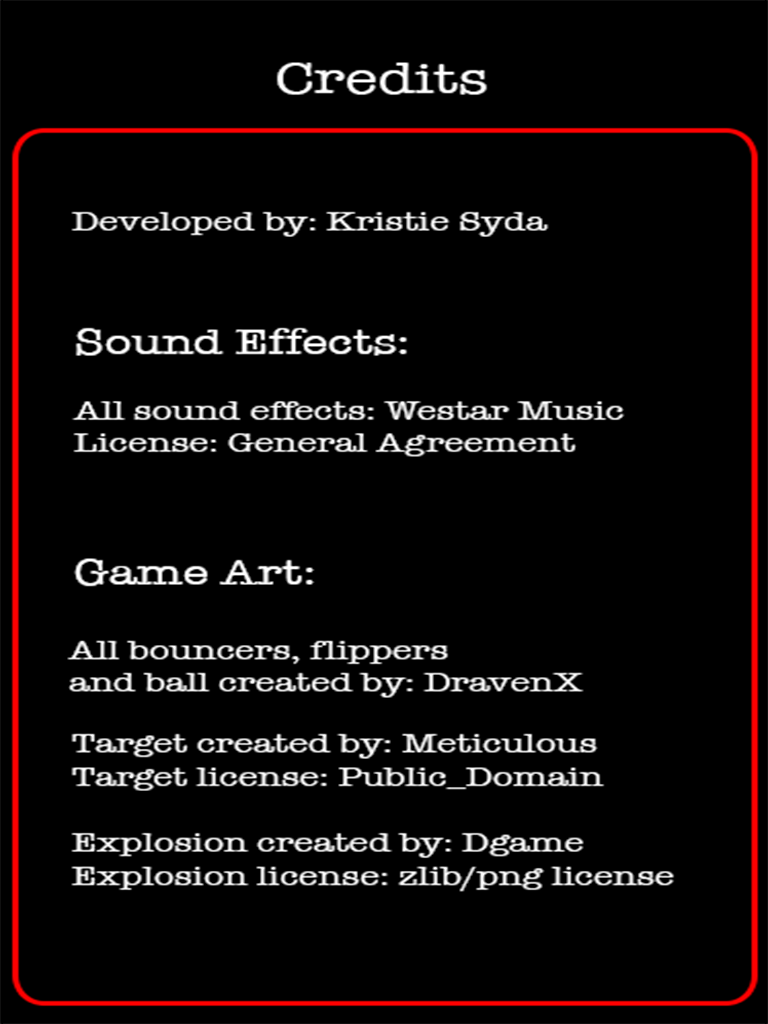 Credits
Developed by: Kristie Syda
Sound Effects:
All sound effects: Westar Music
License: General Agreement
Game Art:
All bouncers, flippers
and ball created by: DravenX
Target created by: Meticulous
Target license: Public_Domain
Explosion created by: Dgame
Explosion license: zlib/png license